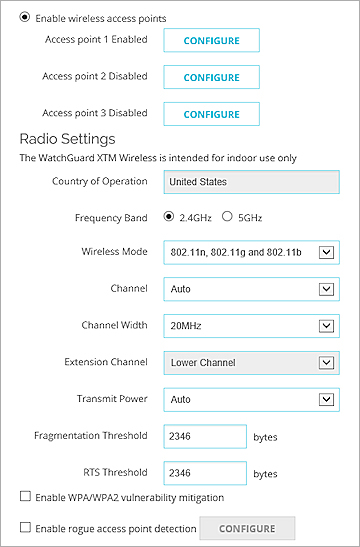 Enable wireless access points
Access point 1 Enabled CONFIGURE
Access point 2 Disabled CONFIGURE
Access point 3 Disabled CONFIGURE
Radio Settings
The WatchGuard XTM Wireless is intended for indoor use only
Country of Operation United States
Frequency Band 2.4GHz 5GHz
Wireless Mode 802.11n, 802.11g and 802.11b
Channel Auto
Channel Width 20MHz
Extension Channel Lower Channel
Transmit Power Auto
Fragmentation Threshold 2346 bytes
RTS Threshold 2346 bytes
Enable WPA/WPA2 vulnerability mitigation
Enable rogue access point detection CONFIGURE